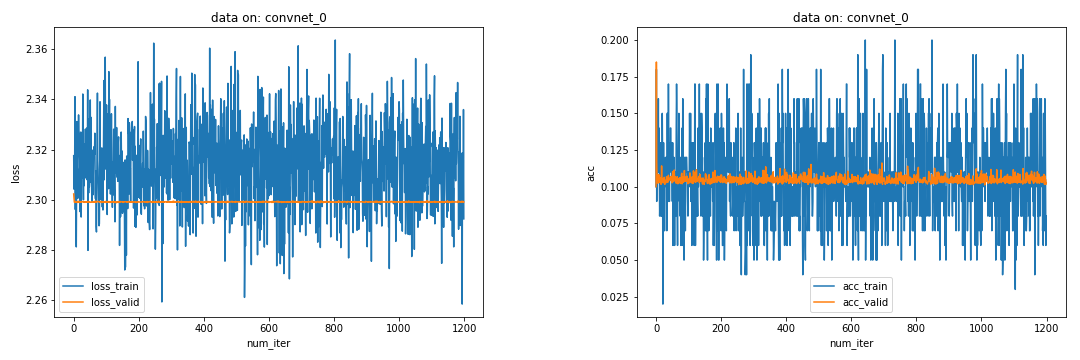 data on: convnet_0
2.36
2.34
2.32
2.30
2.28
2.26
loss
0
200
400
600
800
1000
1200
num_iter
loss_train
loss_valid
data on: convnet_0
0.200
0.175
0.150
0.125
0.100
0.075
0.050
0.025
acc
0
200
400
600
800
1000
1200
num_iter
acc_train
acc_valid